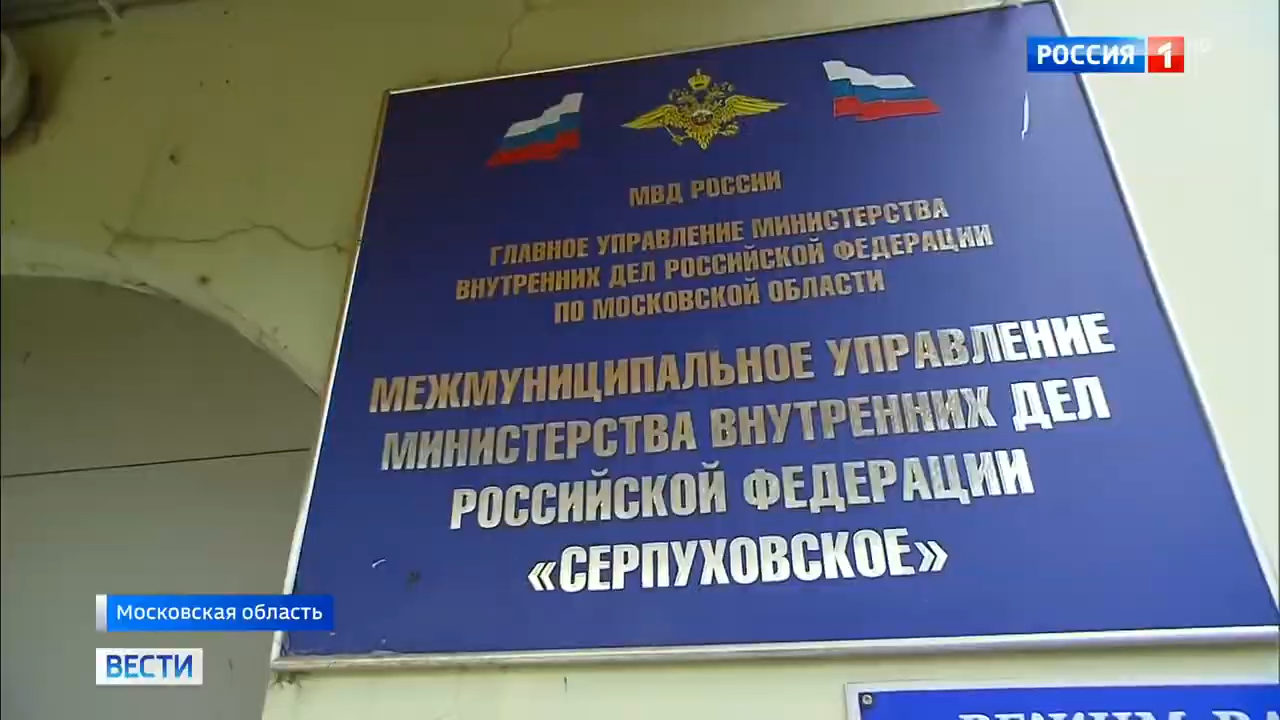 РОССИЯ 1
МВД РОССИИ
ГЛАВНОЕ УПРАВЛЕНИЕ МИНИСТЕРСТВА
ВНУТРЕННИХ ДЕЛ РОССИЙСКОЙ ФЕДЕРАЦИИ
ПО МОСКОВСКОЙ ОБЛАСТИ
МЕЖМУНИЦИПАЛЬНОЕ УПРАВЛЕНИЕ
МИНИСТЕРСТВА ВНУТРЕННИХ ДЕЛ
РОССИЙСКОЙ ФЕДЕРАЦИИ
«СЕРПУХОВСКОЕ»
Московская область
ВЕСТИ